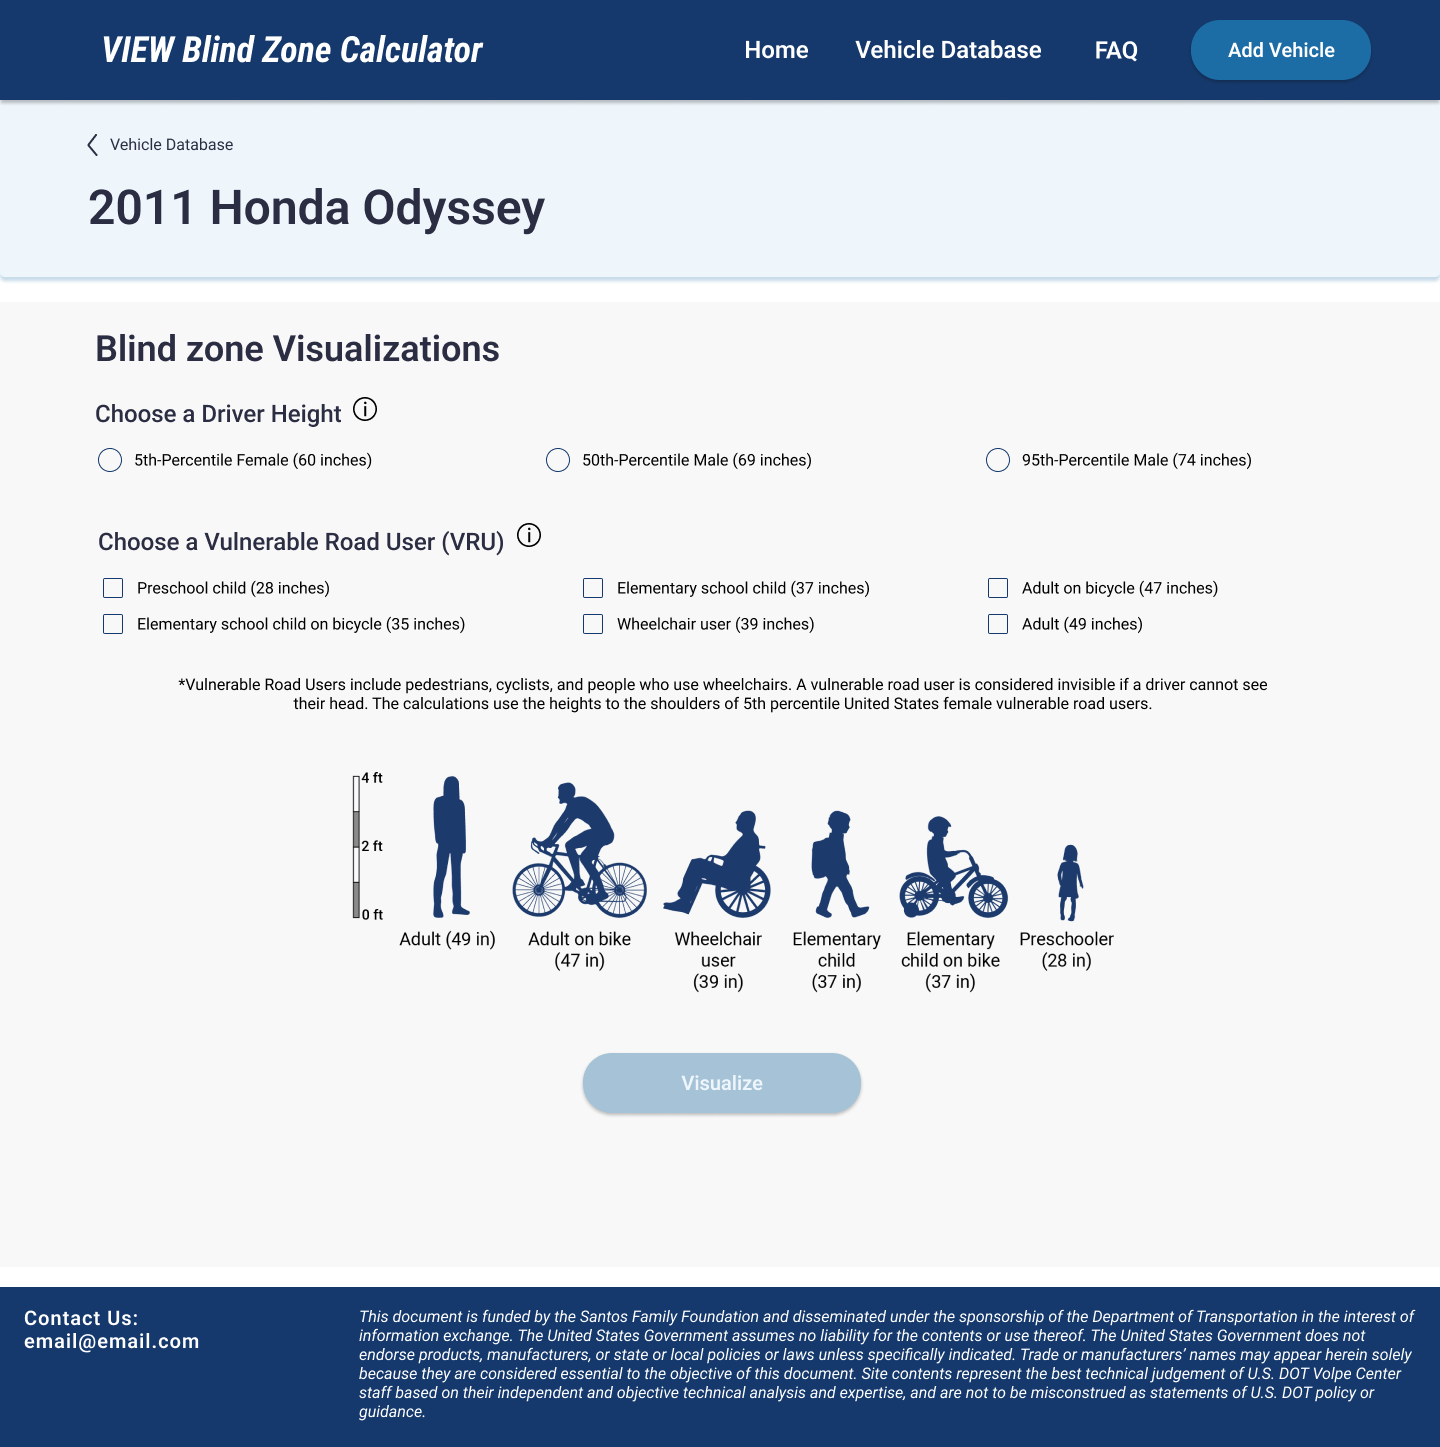 VIEW Blind Zone Calculator
Home
Vehicle Database
FAQ
Add Vehicle
Vehicle Database
2011 Honda Odyssey
Blind zone Visualizations
Choose a Driver Height
5th-Percentile Female (60 inches)
50th-Percentile Male (69 inches)
95th-Percentile Male (74 inches)
Choose a Vulnerable Road User (VRU)
Preschool child (28 inches)
Elementary school child (37 inches)
Adult on bicycle (47 inches)
Elementary school child on bicycle (35 inches)
Wheelchair user (39 inches)
Adult (49 inches)
*Vulnerable Road Users include pedestrians, cyclists, and people who use wheelchairs. A vulnerable road user is considered invisible if a driver cannot see
their head. The calculations use the heights to the shoulders of 5th percentile United States female vulnerable road users.
4 ft
2 ft
0 ft
Adult (49 in)
Adult on bike
(47 in)
Wheelchair
user
(39 in)
Elementary
child
(37 in)
Elementary
child on bike
(37 in)
Preschooler
(28 in)
Visualize
Contact Us:
email@email.com
This document is funded by the Santos Family Foundation and disseminated under the sponsorship of the Department of Transportation in the interest of
information exchange. The United States Government assumes no liability for the contents or use thereof. The United States Government does not
endorse products, manufacturers, or state or local policies or laws unless specifically indicated. Trade or manufacturers’ names may appear herein solely
because they are considered essential to the objective of this document. Site contents represent the best technical judgement of U.S. DOT Volpe Center
staff based on their independent and objective technical analysis and expertise, and are not to be misconstrued as statements of U.S. DOT policy or
guidance.